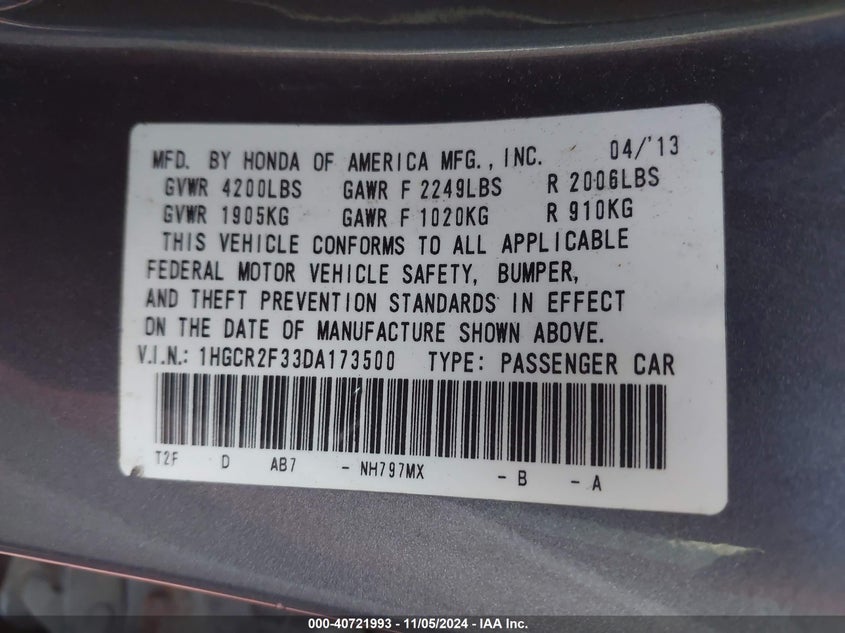 MFD. BY HONDA OF AMERICA MFG., INC. 04/'13
GVWR 4200LBS GAWR F 2249LBS R 2006LBS
GVWR 1905KG GAWR F 1020KG R 910KG
THIS VEHICLE CONFORMS TO ALL APPLICABLE
FEDERAL MOTOR VEHICLE SAFETY, BUMPER,
AND THEFT PREVENTION STANDARDS IN EFFECT
ON THE DATE OF MANUFACTURE SHOWN ABOVE.
V.I.N.: 1HGCR2F33DA173500 TYPE: PASSENGER CAR
T2F D AB7 - NH797MX - B - A
000-40721993 - 11/05/2024 - IAA Inc.